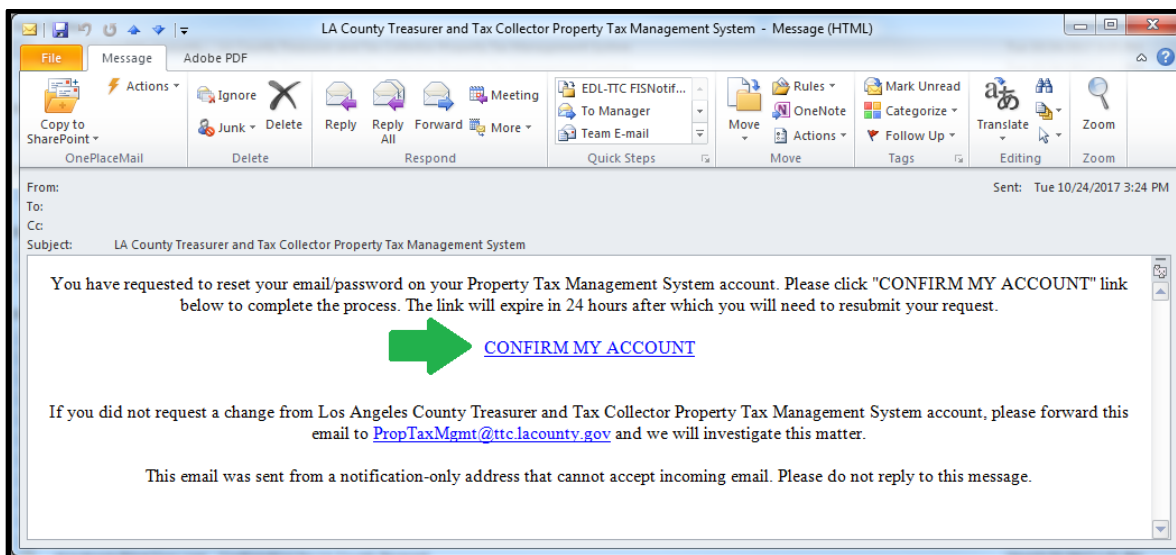 LA County Treasurer and Tax Collector Property Tax Management System - Message (HTML)
File Message Adobe PDF
Copy to SharePoint
Actions
OnePlaceMail
Ignore
Junk
Delete
Delete
Reply
Reply All
Forward
Meeting
More
Respond
EDL-TTC FISNotif...
To Manager
Team E-mail
Quick Steps
Move
Rules
OneNote
Actions
Move
Mark Unread
Categorize
Follow Up
Tags
Translate
Editing
Zoom
Zoom
From:
Sent: Tue 10/24/2017 3:24 PM
To:
Cc:
Subject: LA County Treasurer and Tax Collector Property Tax Management System
You have requested to reset your email/password on your Property Tax Management System account. Please click "CONFIRM MY ACCOUNT" link
below to complete the process. The link will expire in 24 hours after which you will need to resubmit your request.
CONFIRM MY ACCOUNT
If you did not request a change from Los Angeles County Treasurer and Tax Collector Property Tax Management System account, please forward this
email to PropTaxMgmt@ttc.lacounty.gov and we will investigate this matter.
This email was sent from a notification-only address that cannot accept incoming email. Please do not reply to this message.